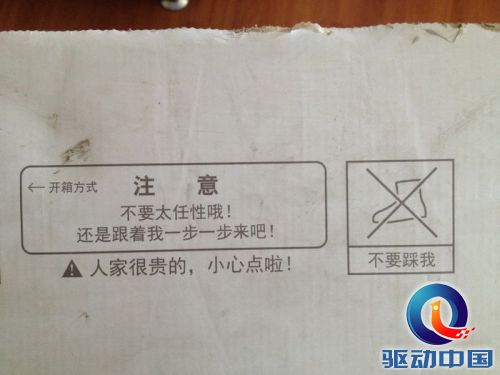 ←开箱方式 注 意
不要太任性哦！
还是跟着我一步一步来吧！
人家很贵的，小心点啦！
不要踩我
驱动中国